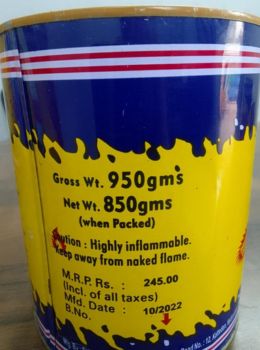 Gross Wt. 950gms
Net Wt. 850gms
(when Packed)
Caution : Highly inflammable.
Keep away from naked flame.
M.R.P. Rs : 245.00
(Incl. of all taxes)
Mfd. Date : 10/2022
B.No.